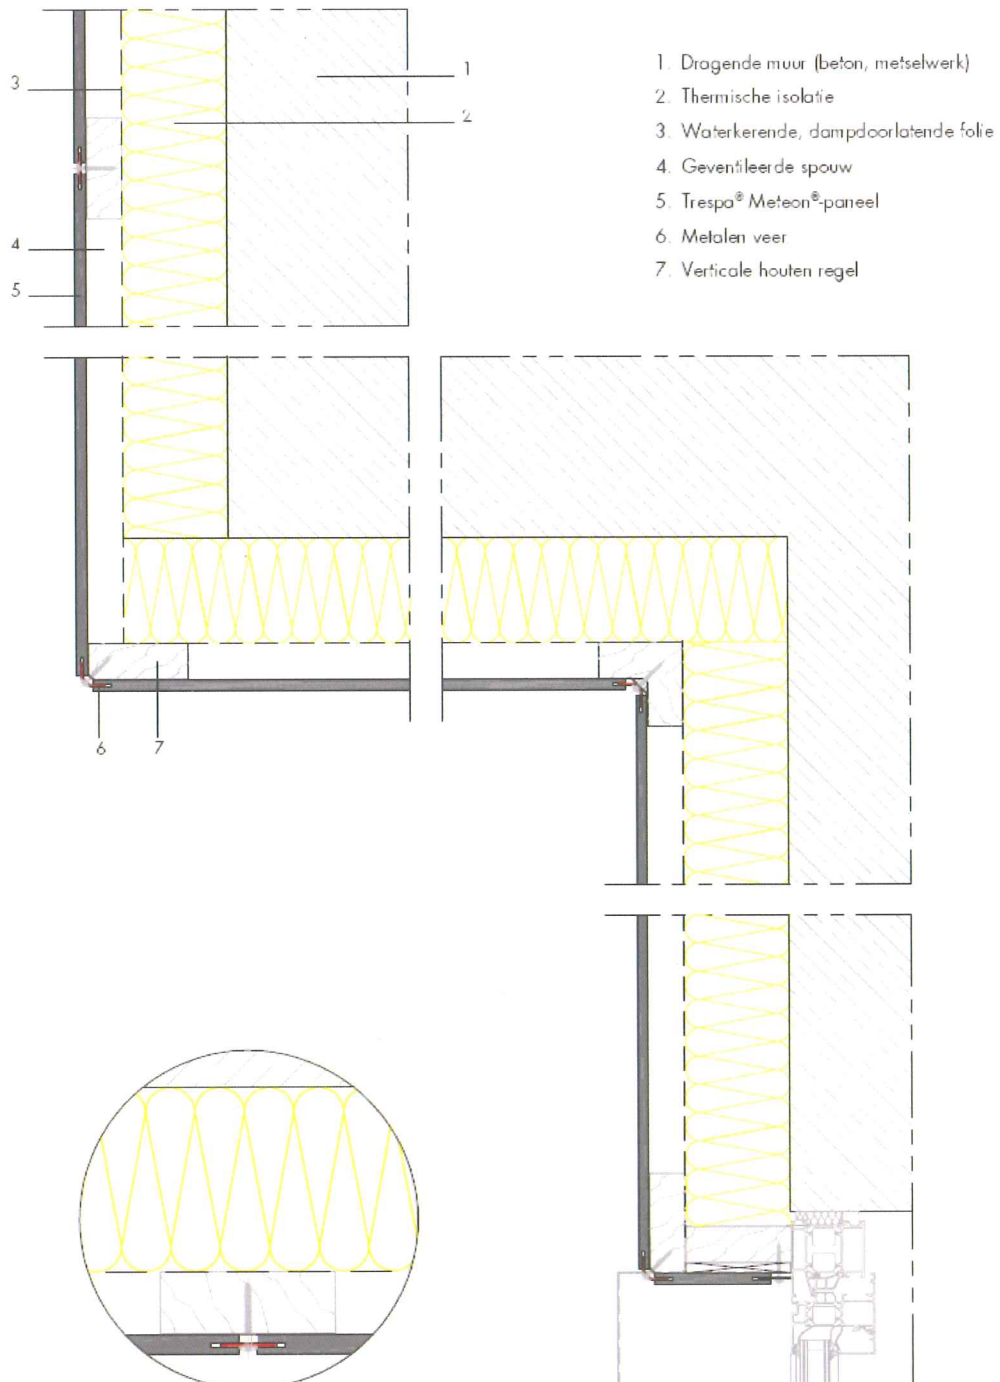 1. Dragende muur (beton, metselwerk)
2. Thermische isolatie
3. Waterkerende, dampdoorlatende folie
4. Geventileerde spouw
5. Trespa® Meteon®-paneel
6. Metalen veer
7. Verticale houten regel
3
1
2
4
5
6
7